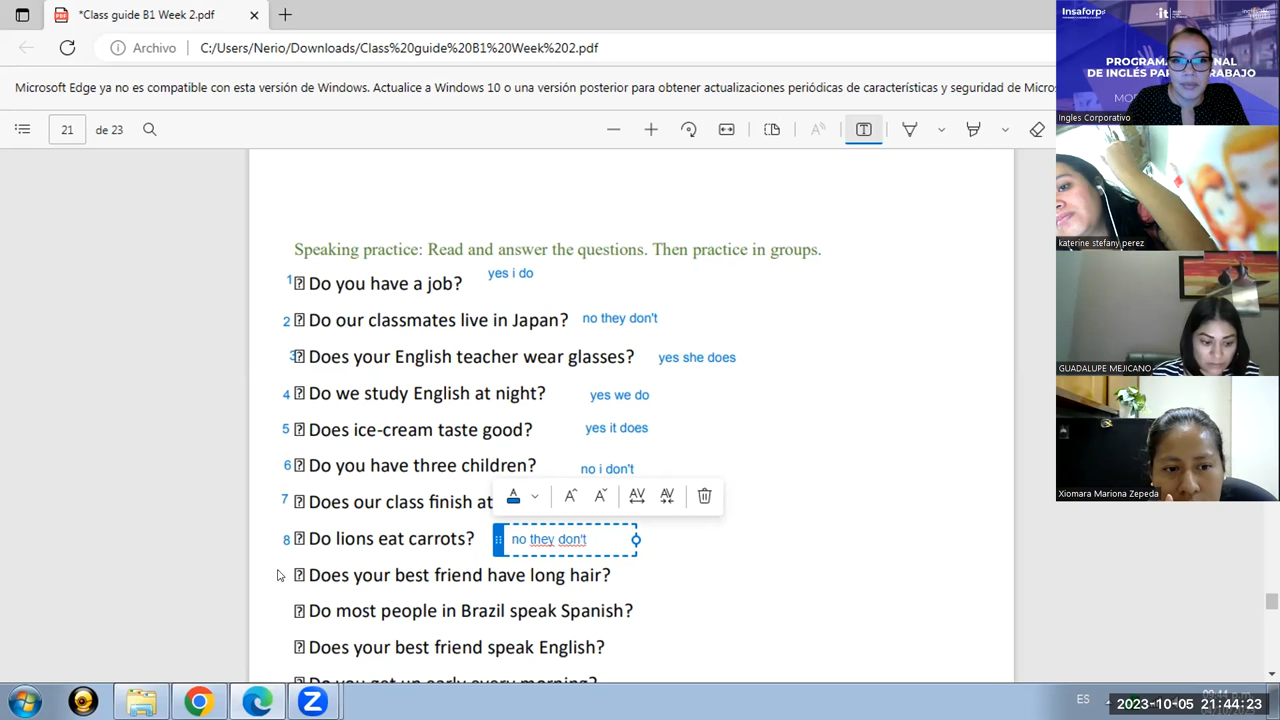 *Class guide B1 Week 2.pdf
Archivo
C:/Users/Nerio/Downloads/Class%20guide%20B1%20Week%202.pdf
Microsoft Edge ya no es compatible con esta versión de Windows. Actualice a Windows 10 o una versión posterior para obtener actualizaciones periódicas de características y seguridad de Micros
21 de 23
Speaking practice: Read and answer the questions. Then practice in groups.
1 Do you have a job? yes i do
2 Do our classmates live in Japan? no they don't
3 Does your English teacher wear glasses? yes she does
4 Do we study English at night? yes we do
5 Does ice-cream taste good? yes it does
6 Do you have three children? no i don't
7 Does our class finish at
8 Do lions eat carrots? no they don't
Does your best friend have long hair?
Do most people in Brazil speak Spanish?
Does your best friend speak English?
Do you get up early every morning?
Insaforp
Ingles Corporativo
katerine stefany perez
GUADALUPE MEJICANO
Xiomara Mariona Zepeda
ES
2023-10-05 21:44:23